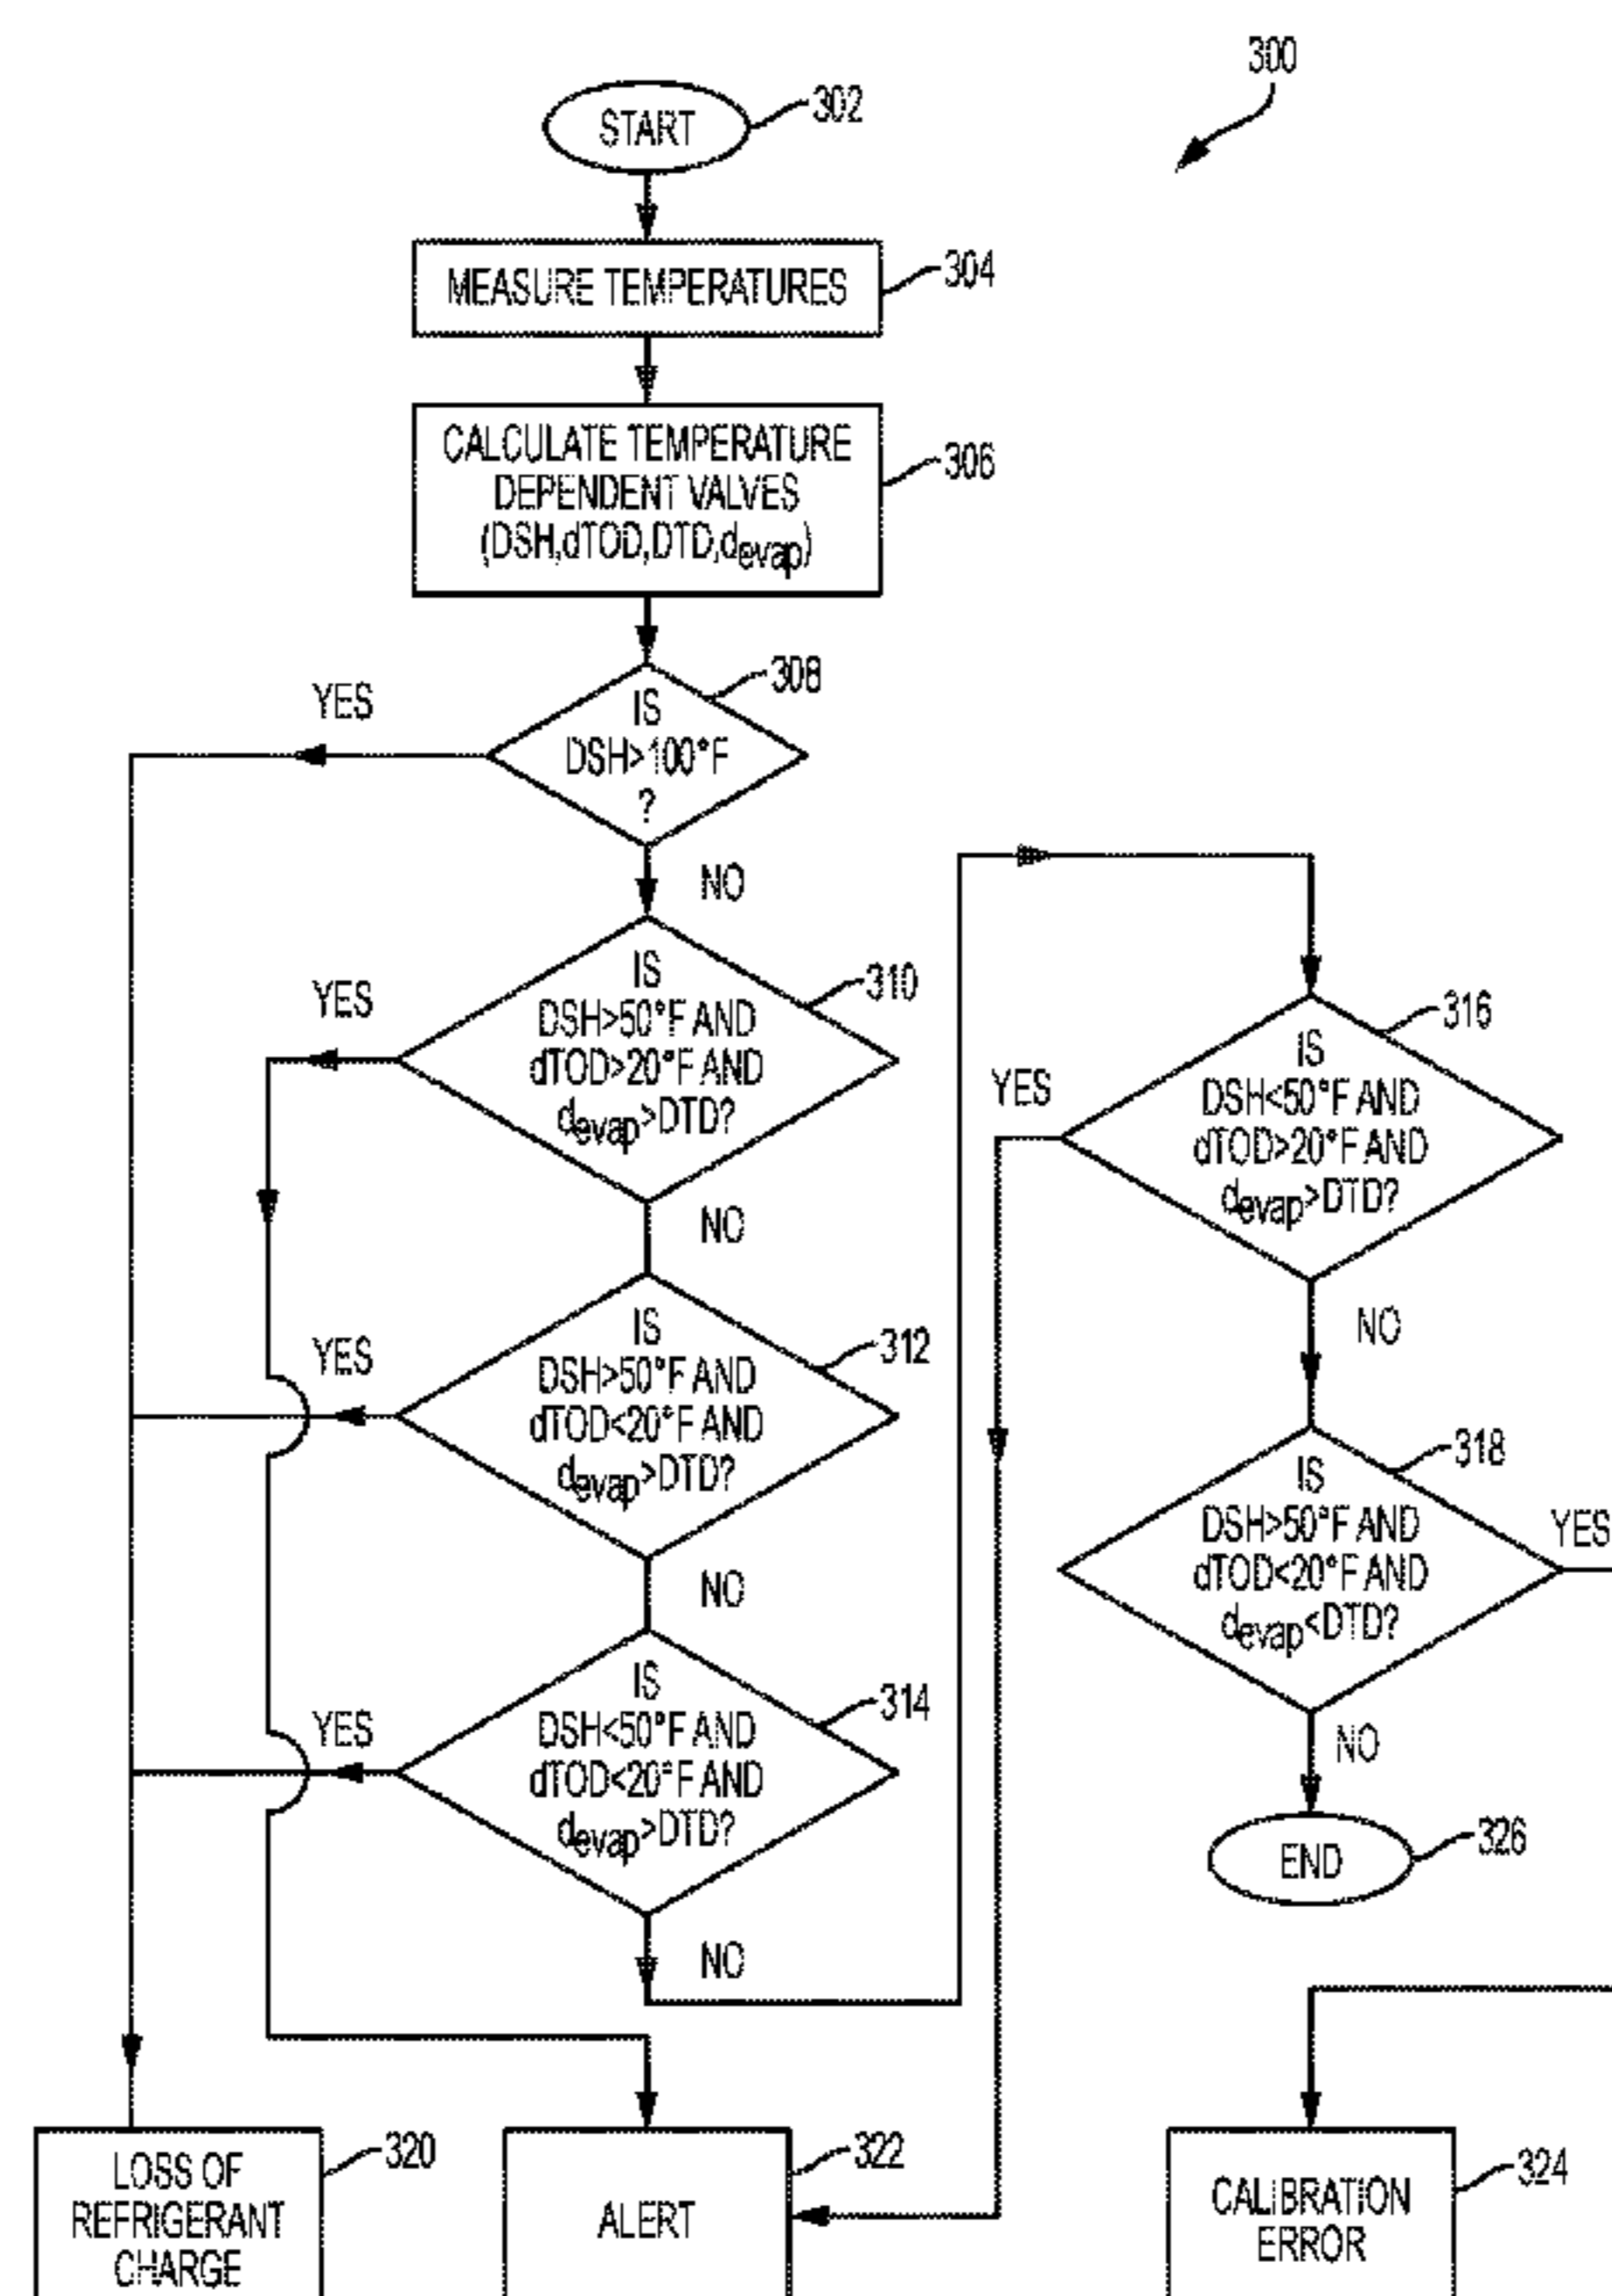 300
START
302
MEASURE TEMPERATURES
304
CALCULATE TEMPERATURE
DEPENDENT VALVES
(DSH,dTOD,DTD,devap)
306
308
YES
IS
DSH>100°F
?
NO
310
YES
IS
DSH>50°F AND
dTOD>20°F AND
devap>DTD?
NO
312
YES
IS
DSH>50°F AND
dTOD<20°F AND
devap>DTD?
NO
314
YES
IS
DSH<50°F AND
dTOD<20°F AND
devap>DTD?
NO
316
YES
IS
DSH<50°F AND
dTOD>20°F AND
devap>DTD?
NO
318
IS
DSH>50°F AND
dTOD<20°F AND
devap<DTD?
YES
NO
END
326
LOSS OF
REFRIGERANT
CHARGE
320
ALERT
322
CALIBRATION
ERROR
324